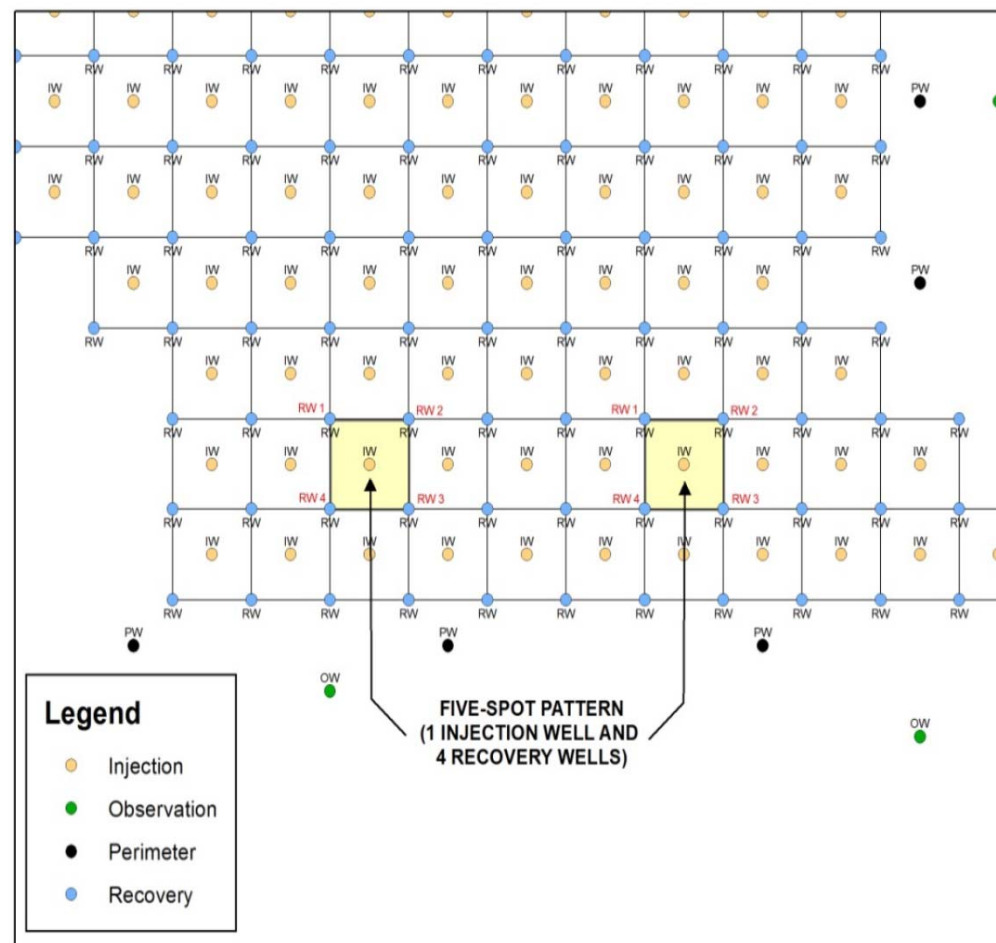 RW RW RW RW RW RW RW RW RW RW RW
IW IW IW IW IW IW IW IW IW IW IW PW
RW RW RW RW RW RW RW RW RW RW RW
IW IW IW IW IW IW IW IW IW IW IW
RW RW RW RW RW RW RW RW RW RW RW
IW IW IW IW IW IW IW IW IW PW
RW RW RW RW RW RW RW RW RW RW RW
IW IW IW IW IW IW IW IW IW
RW 1 RW 2 RW 1 RW 2
RW RW RW RW RW RW RW RW RW RW RW
IW IW IW IW IW IW IW IW IW IW
RW 4 RW 3 RW 4 RW 3
RW RW RW RW RW RW RW RW RW RW RW
IW IW IW IW IW IW IW IW IW IW
RW RW RW RW RW RW RW RW RW RW RW
PW PW PW
OW
FIVE-SPOT PATTERN
(1 INJECTION WELL AND
4 RECOVERY WELLS)
OW
Legend
Injection
Observation
Perimeter
Recovery